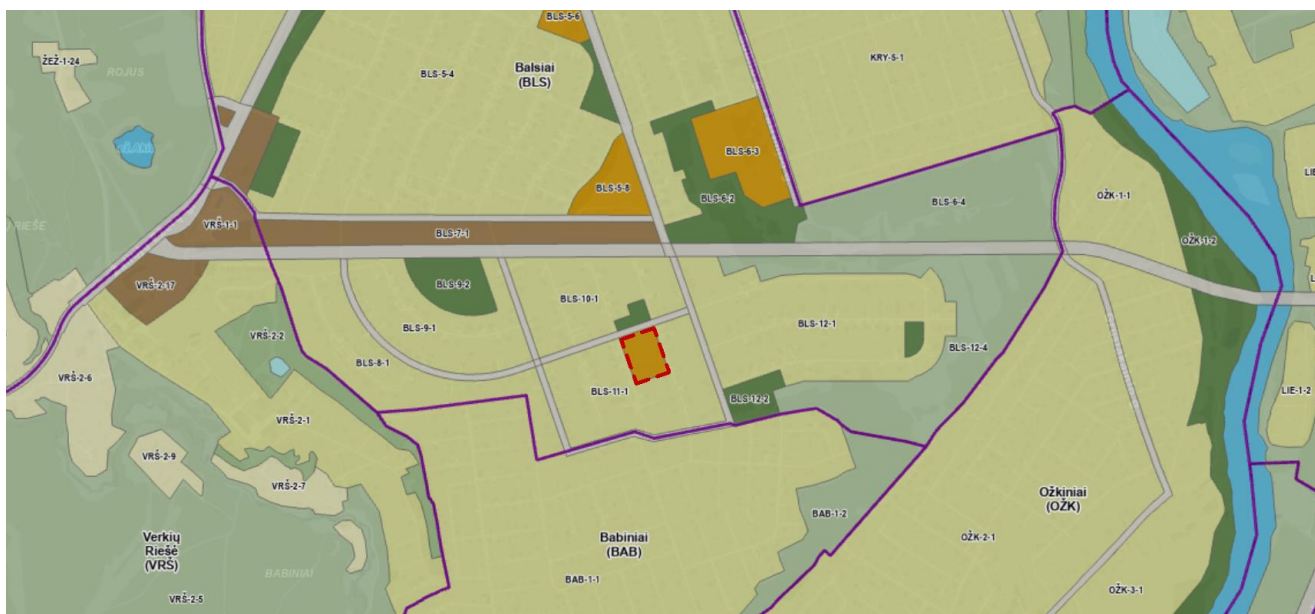 BLS-5-6
ŽEŽ-1-24
ROJUS
BLS-5-4
Balsiai
(BLS)
KRY-5-1
BLS-6-3
BLS-5-8
BLS-6-2
BLS-6-4
OŽK-1-1
LIE
VRŠ-1-1
BLS-7-1
OŽK-1-2
VRŠ-2-17
BLS-9-2
BLS-10-1
BLS-9-1
BLS-12-1
VRŠ-2-2
BLS-8-1
BLS-12-4
VRŠ-2-6
BLS-11-1
BLS-12-2
LIE-1-2
VRŠ-2-1
VRŠ-2-9
VRŠ-2-7
Ožkiniai
(OŽK)
BAB-1-2
Verkių
Riešė
(VRŠ)
Babiniai
(BAB)
OŽK-2-1
BABINIAI
BAB-1-1
OŽK-3-1
VRŠ-2-5